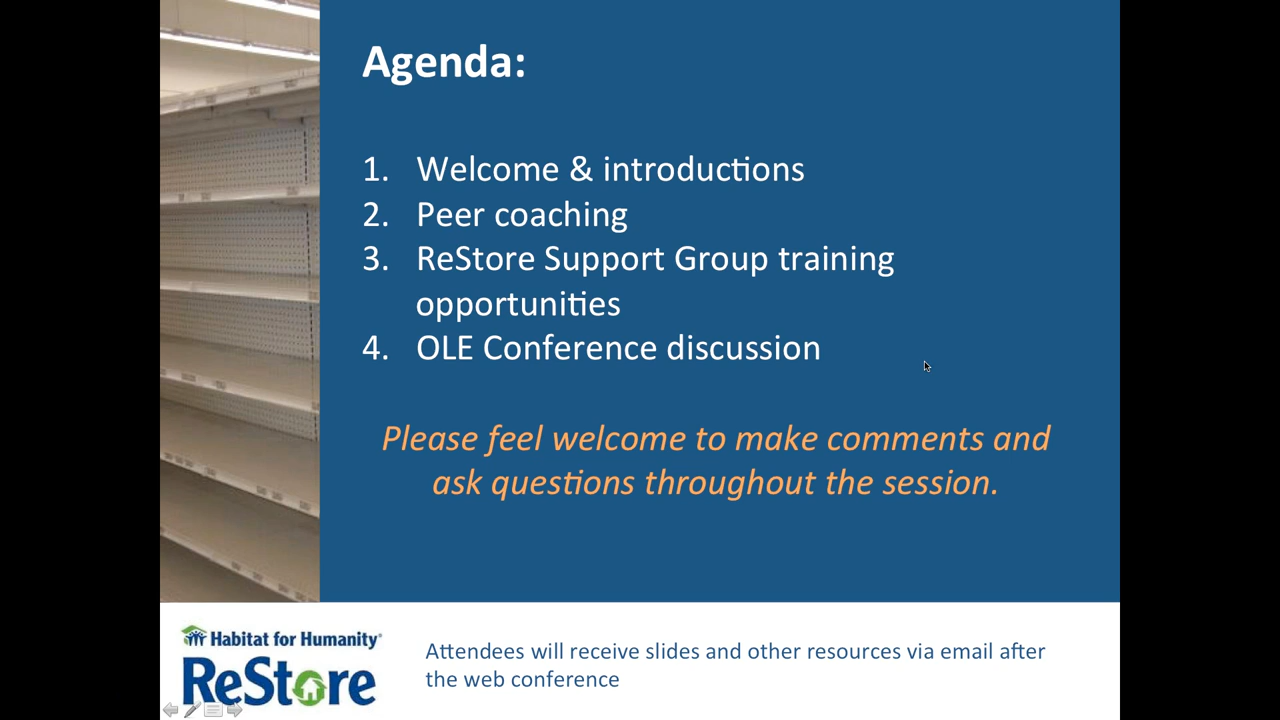 Agenda:
1. Welcome & introductions
2. Peer coaching
3. ReStore Support Group training
opportunities
4. OLE Conference discussion
Please feel welcome to make comments and
ask questions throughout the session.
Habitat for Humanity®
ReStore
Attendees will receive slides and other resources via email after
the web conference